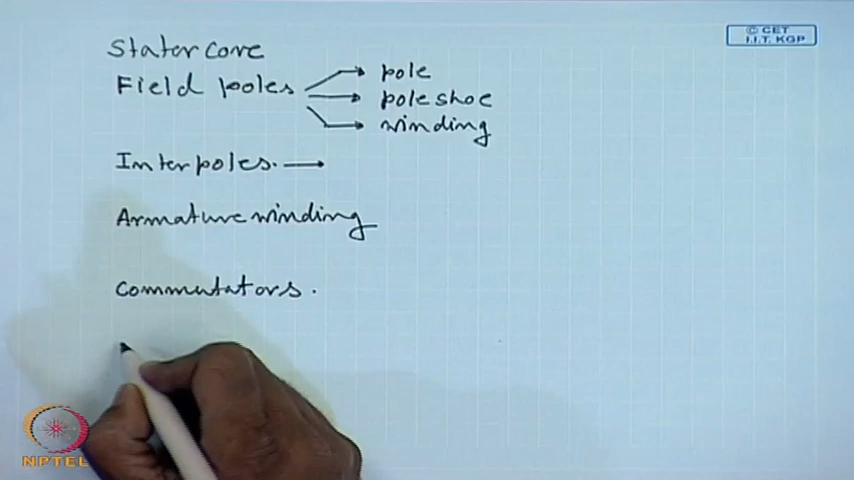 Stator core
© CET
I.I.T. KGP
Field poles
pole
pole shoe
winding
Interpoles.
Armature winding
Commutators.
NPTEL